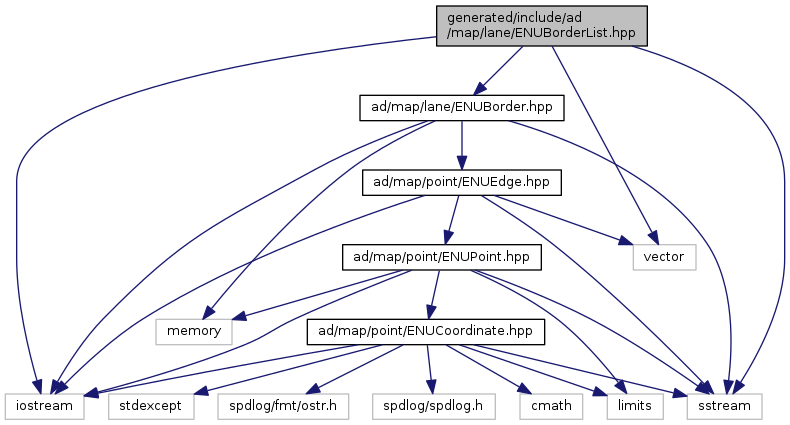 generated/include/ad
/map/lane/ENUBorderList.hpp
ad/map/lane/ENUBorder.hpp
ad/map/point/ENUEdge.hpp
ad/map/point/ENUPoint.hpp
vector
memory
ad/map/point/ENUCoordinate.hpp
iostream
stdexcept
spdlog/fmt/ostr.h
spdlog/spdlog.h
cmath
limits
sstream